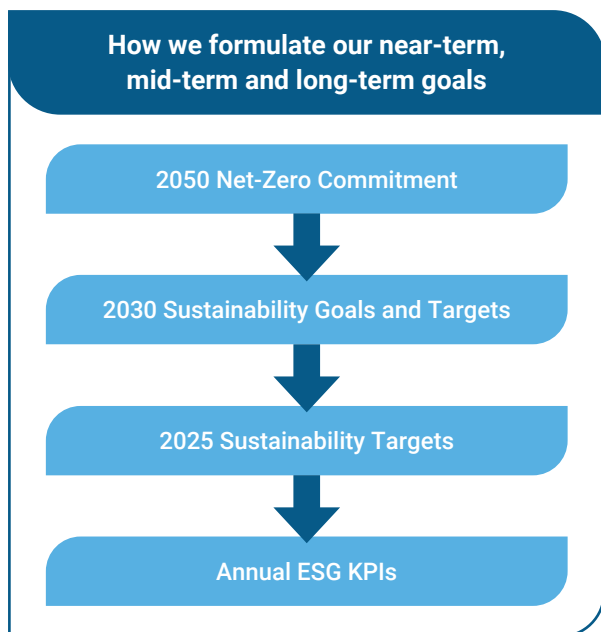 How we formulate our near-term,
mid-term and long-term goals
2050 Net-Zero Commitment
2030 Sustainability Goals and Targets
2025 Sustainability Targets
Annual ESG KPIs